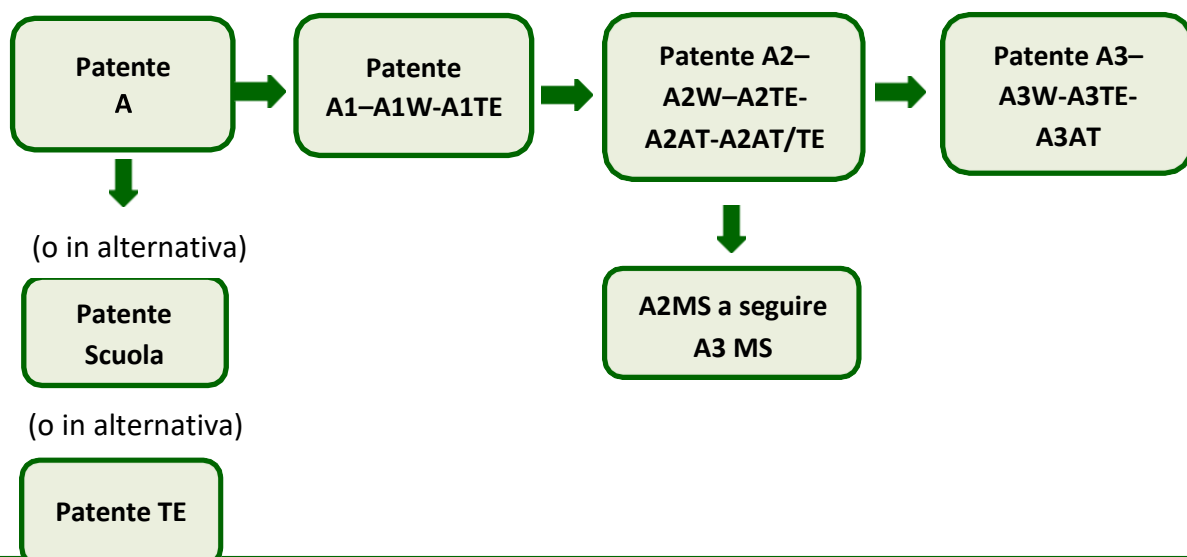 Patente
A
Patente
A1–A1W-A1TE
Patente A2–
A2W–A2TE-
A2AT-A2AT/TE
Patente A3–
A3W-A3TE-
A3AT
(o in alternativa)
Patente
Scuola
A2MS a seguire
A3 MS
(o in alternativa)
Patente TE